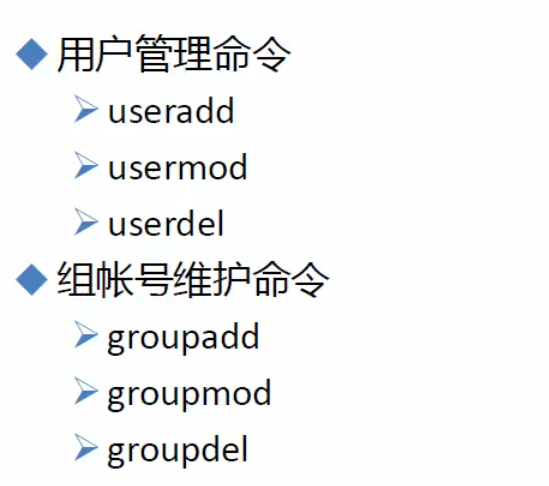 用户管理命令
useradd
usermod
userdel
组帐号维护命令
groupadd
groupmod
groupdel